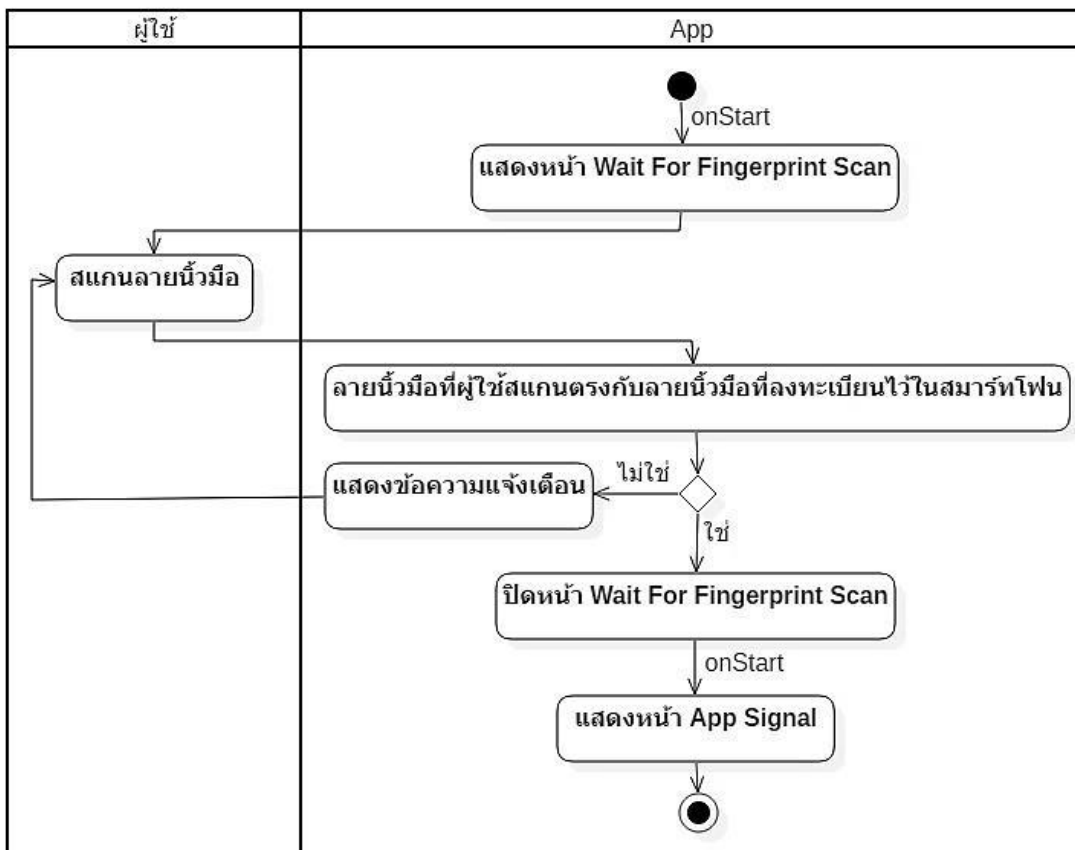 ผู้ใช้
App
onStart
แสดงหน้า Wait For Fingerprint Scan
สแกนลายนิ้วมือ
ลายนิ้วมือที่ผู้ใช้สแกนตรงกับลายนิ้วมือที่ลงทะเบียนไว้ในสมาร์ทโฟน
ไม่ใช่
แสดงข้อความแจ้งเตือน
ใช่
ปิดหน้า Wait For Fingerprint Scan
onStart
แสดงหน้า App Signal